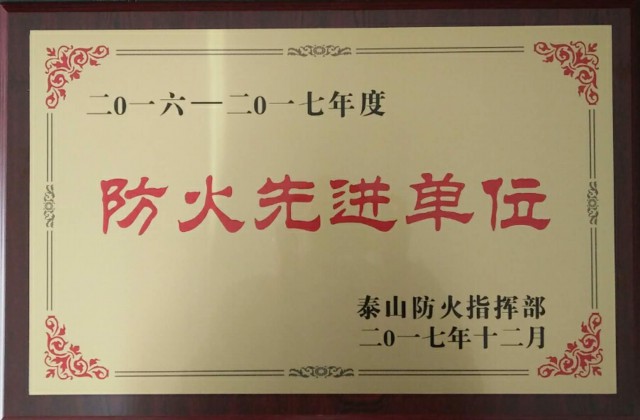 二0一六—二0一七年度
防火先进单位
泰山防火指挥部
二0一七年十二月